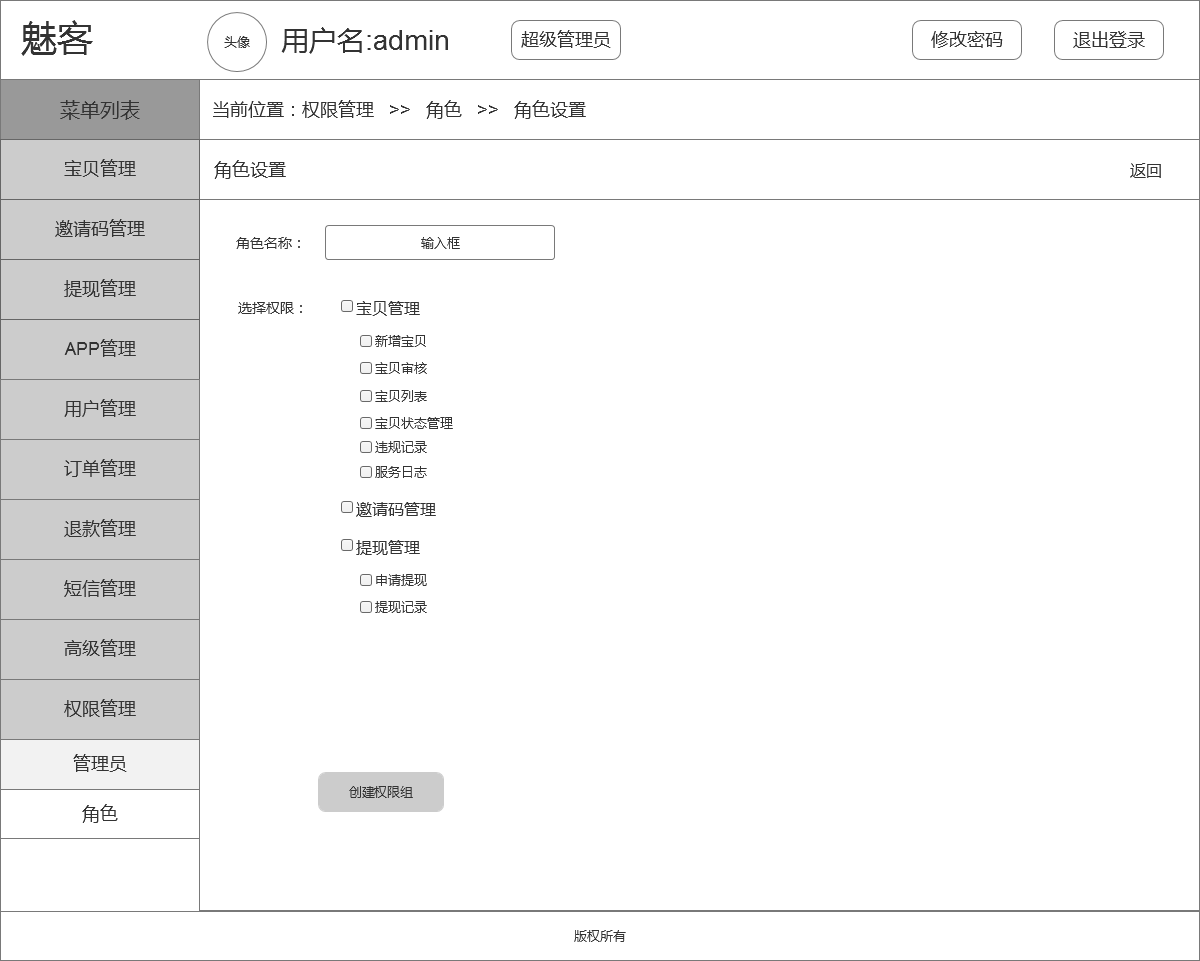 魅客
头像
用户名:admin
超级管理员
修改密码
退出登录
菜单列表
当前位置：权限管理 >> 角色 >> 角色设置
宝贝管理
邀请码管理
提现管理
APP管理
用户管理
订单管理
退款管理
短信管理
高级管理
权限管理
管理员
角色
角色设置
返回
角色名称：
输入框
选择权限：
宝贝管理
新增宝贝
宝贝审核
宝贝列表
宝贝状态管理
违规记录
服务日志
邀请码管理
提现管理
申请提现
提现记录
创建权限组
版权所有